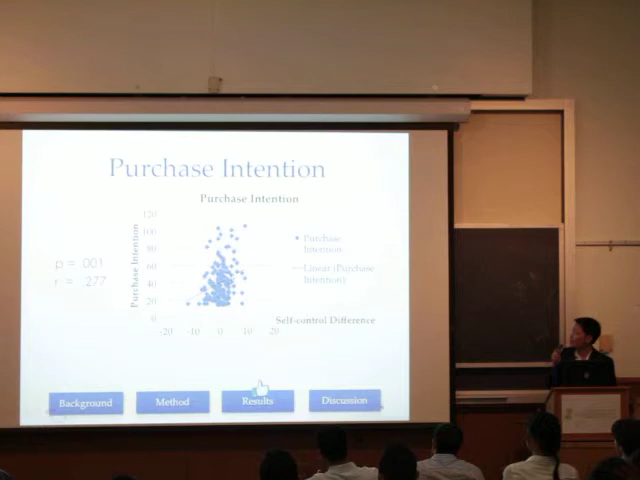 Purchase Intention
Purchase Intention
p = .001
r = .277
Purchase Intention
120
100
80
60
40
20
0
-20
-10
0
10
20
Self-control Difference
Purchase
Intention
Linear (Purchase
Intention)
Background
Method
Results
Discussion